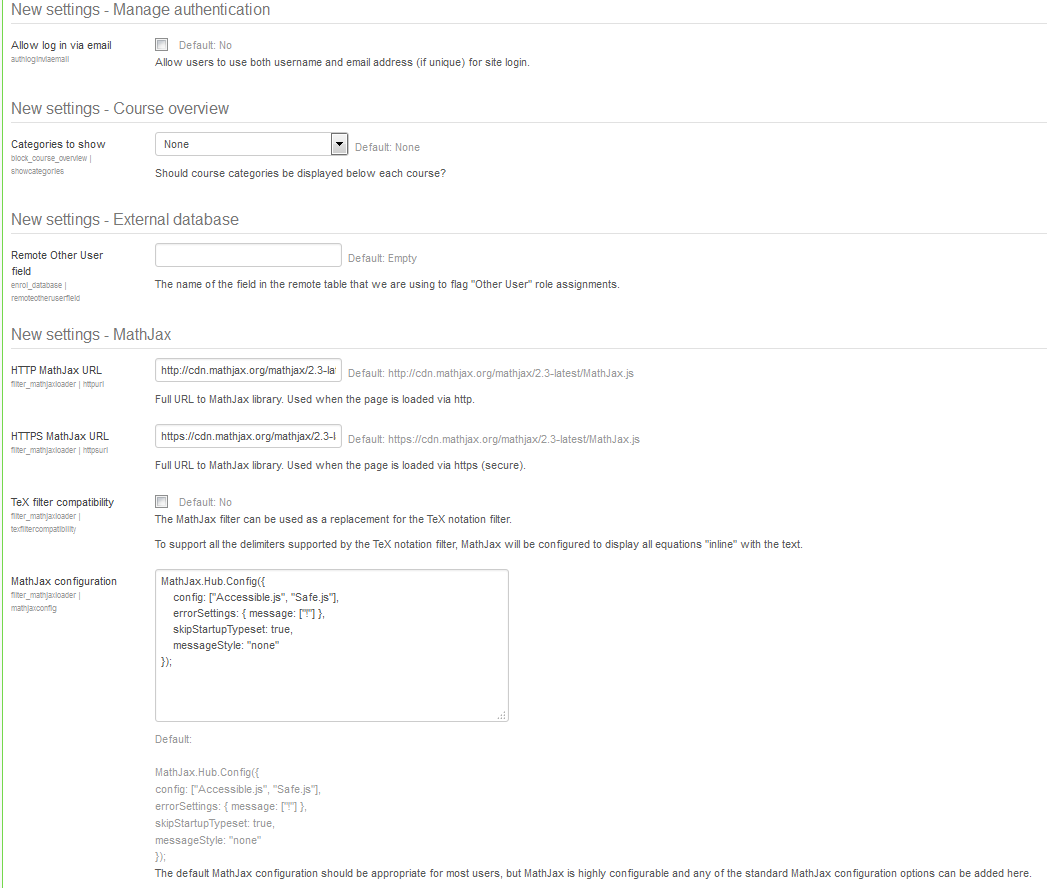 New settings - Manage authentication
Allow log in via email
Default: No
authloginviaemail
Allow users to use both username and email address (if unique) for site login.
New settings - Course overview
Categories to show
None
Default: None
block_course_overview |
showcategories
Should course categories be displayed below each course?
New settings - External database
Remote Other User
field
Default: Empty
enrol_database |
remoteotheruserfield
The name of the field in the remote table that we are using to flag "Other User" role assignments.
New settings - MathJax
HTTP MathJax URL
http://cdn.mathjax.org/mathjax/2.3-la
Default: http://cdn.mathjax.org/mathjax/2.3-latest/MathJax.js
filter_mathjaxloader | httpurl
Full URL to MathJax library. Used when the page is loaded via http.
HTTPS MathJax URL
https://cdn.mathjax.org/mathjax/2.3-l
Default: https://cdn.mathjax.org/mathjax/2.3-latest/MathJax.js
filter_mathjaxloader | httpsurl
Full URL to MathJax library. Used when the page is loaded via https (secure).
TeX filter compatibility
Default: No
filter_mathjaxloader |
texfiltercompatibility
The MathJax filter can be used as a replacement for the TeX notation filter.
To support all the delimiters supported by the TeX notation filter, MathJax will be configured to display all equations "inline" with the text.
MathJax configuration
filter_mathjaxloader |
mathjaxconfig
MathJax.Hub.Config({
config: ["Accessible.js", "Safe.js"],
errorSettings: { message: ["!"] },
skipStartupTypeset: true,
messageStyle: "none"
});
Default:
MathJax.Hub.Config({
config: ["Accessible.js", "Safe.js"],
errorSettings: { message: ["!"] },
skipStartupTypeset: true,
messageStyle: "none"
});
The default MathJax configuration should be appropriate for most users, but MathJax is highly configurable and any of the standard MathJax configuration options can be added here.